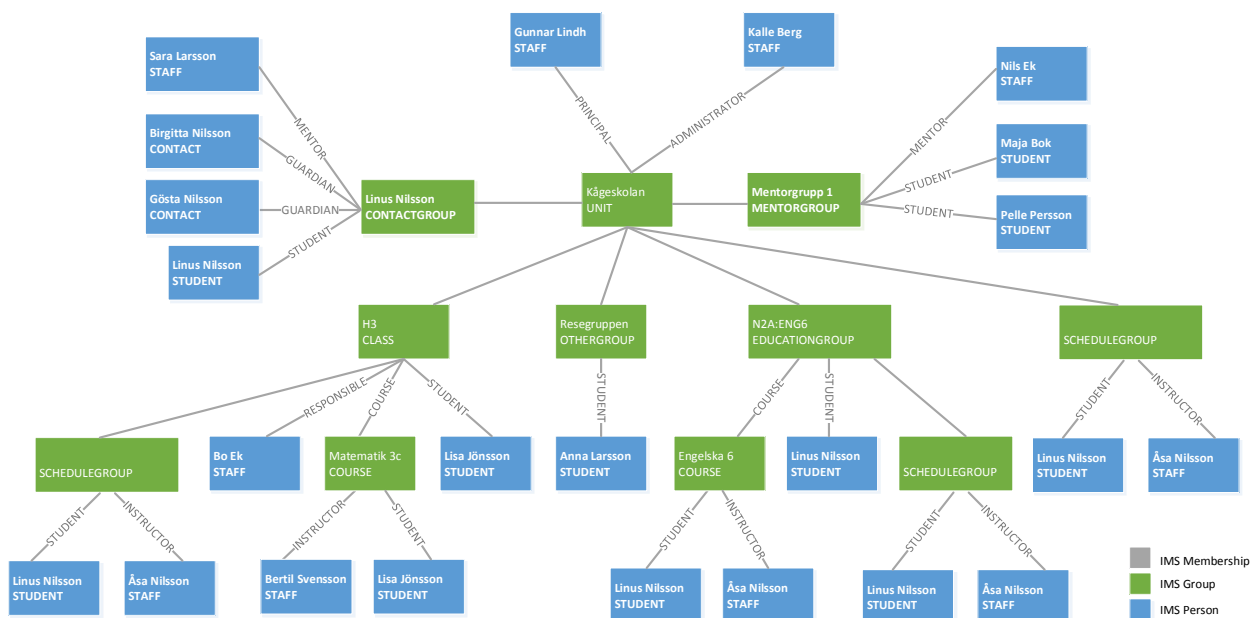 Gunnar Lindh
STAFF
Kalle Berg
STAFF
Sara Larsson
STAFF
Nils Ek
STAFF
PRINCIPAL
ADMINISTRATOR
MENTOR
MENTOR
Birgitta Nilsson
CONTACT
Maja Bok
STUDENT
GUARDIAN
STUDENT
Gösta Nilsson
CONTACT
GUARDIAN
Linus Nilsson
CONTACTGROUP
Kågeskolan
UNIT
Mentorgrupp 1
MENTORGROUP
STUDENT
Pelle Persson
STUDENT
STUDENT
Linus Nilsson
STUDENT
H3
CLASS
Resegruppen
OTHERGROUP
N2A:ENG6
EDUCATIONGROUP
SCHEDULEGROUP
RESPONSIBLE
COURSE
STUDENT
STUDENT
COURSE
STUDENT
STUDENT
INSTRUCTOR
SCHEDULEGROUP
Bo Ek
STAFF
Matematik 3c
COURSE
Lisa Jönsson
STUDENT
Anna Larsson
STUDENT
Engelska 6
COURSE
Linus Nilsson
STUDENT
SCHEDULEGROUP
Linus Nilsson
STUDENT
Åsa Nilsson
STAFF
STUDENT
INSTRUCTOR
INSTRUCTOR
STUDENT
STUDENT
INSTRUCTOR
STUDENT
INSTRUCTOR
Linus Nilsson
STUDENT
Åsa Nilsson
STAFF
Bertil Svensson
STAFF
Lisa Jönsson
STUDENT
Linus Nilsson
STUDENT
Åsa Nilsson
STAFF
Linus Nilsson
STUDENT
Åsa Nilsson
STAFF
IMS Membership
IMS Group
IMS Person